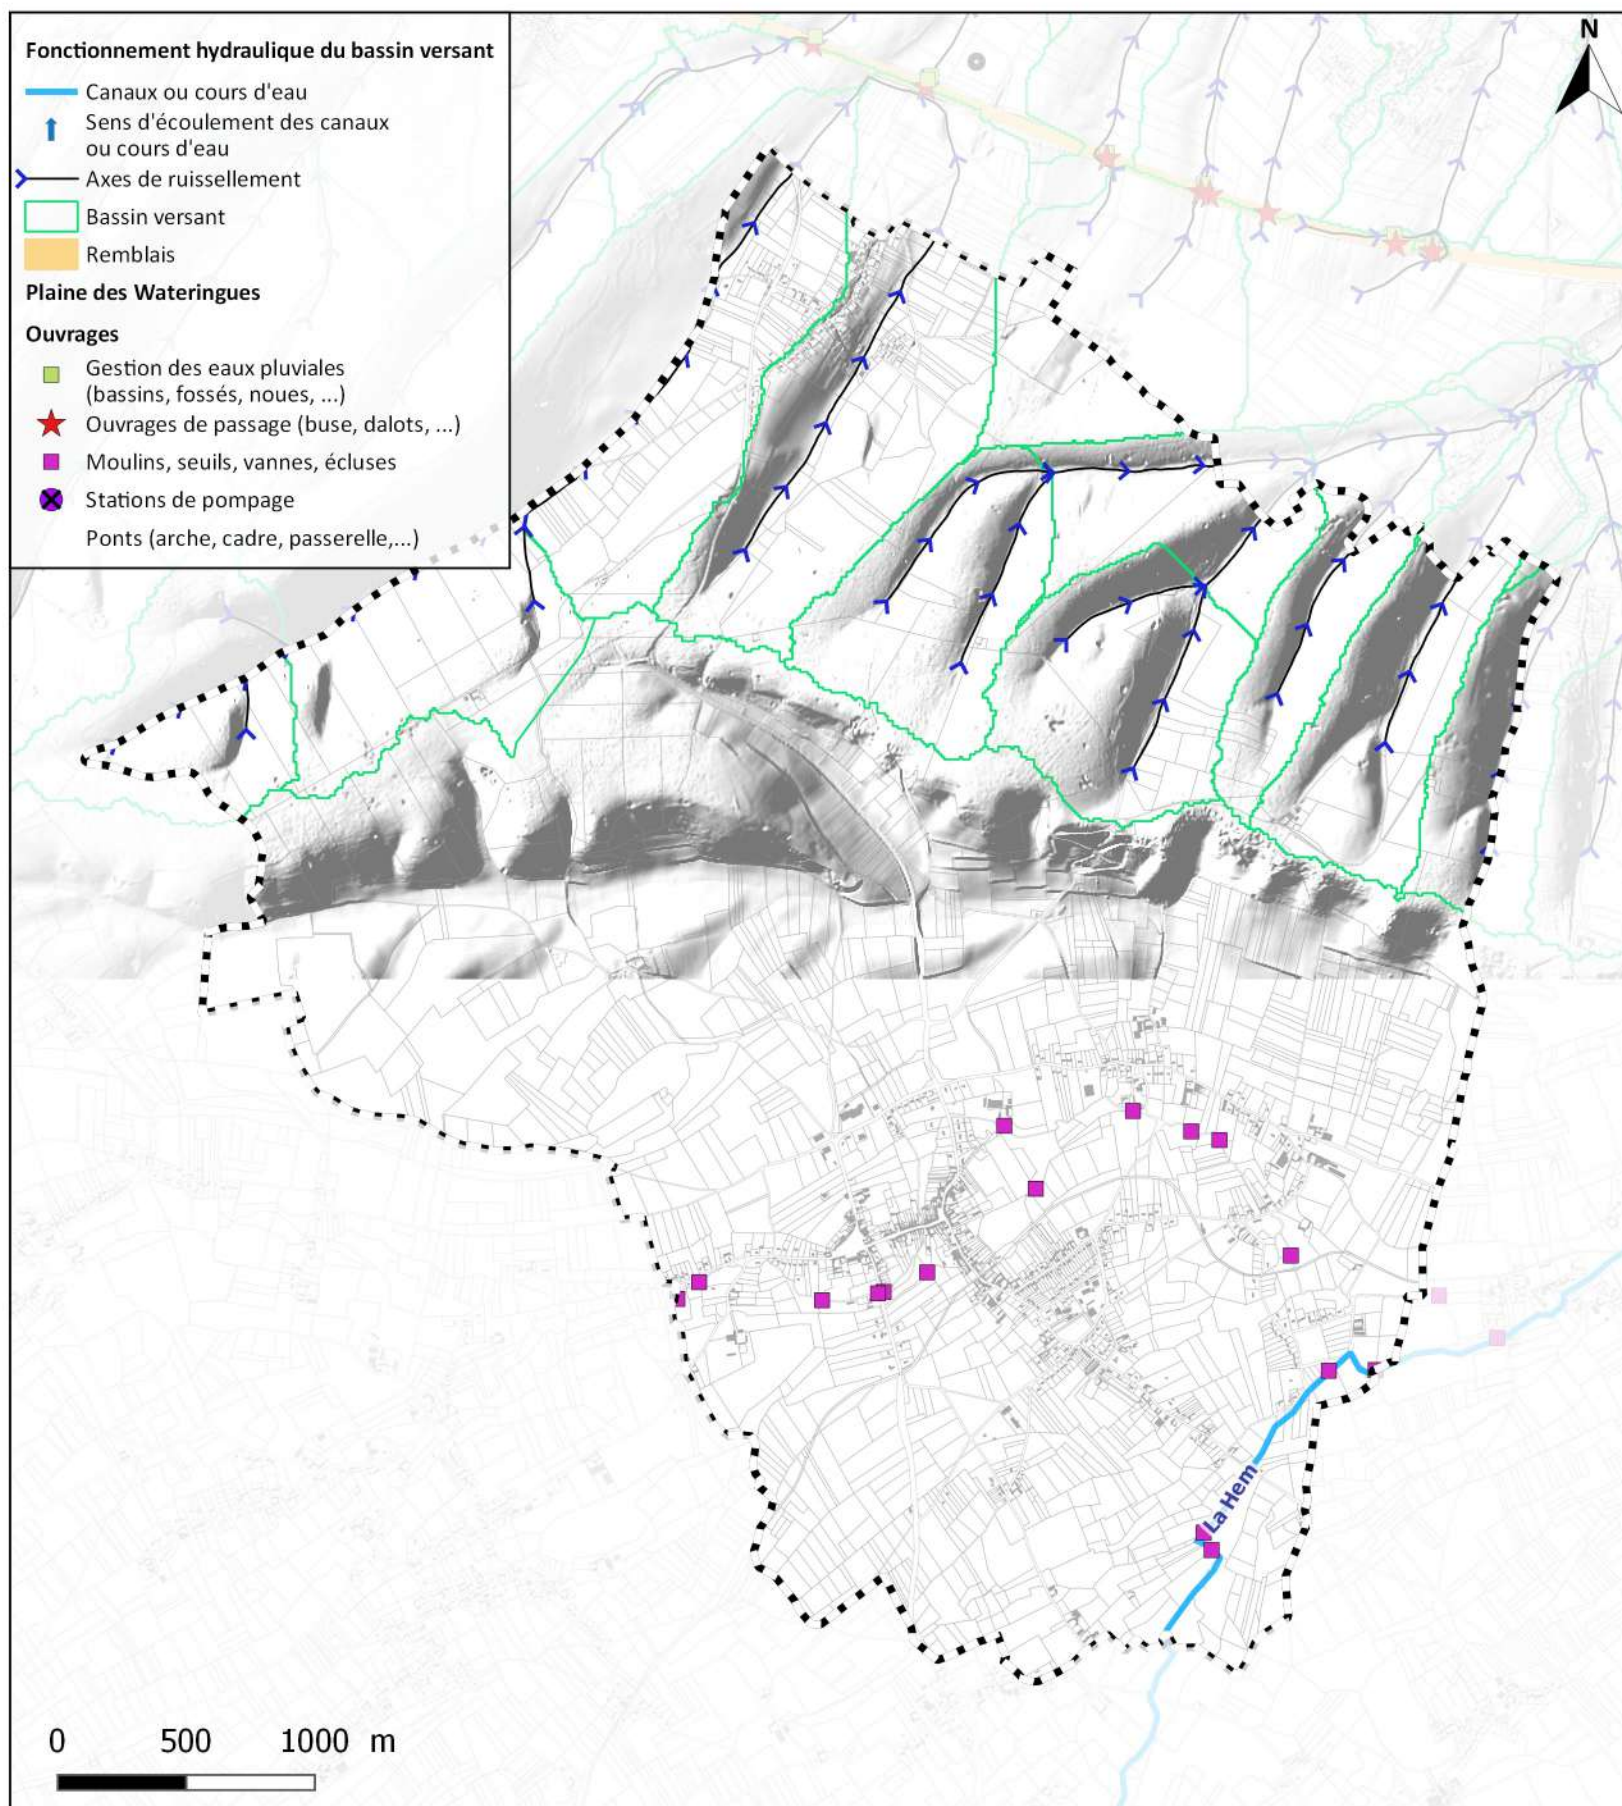 Fonctionnement hydraulique du bassin versant
Canaux ou cours d'eau
Sens d'écoulement des canaux
ou cours d'eau
Axes de ruissellement
Bassin versant
Remblais
Plaine des Wateringues
Ouvrages
Gestion des eaux pluviales
(bassins, fossés, noues, ...)
Ouvrages de passage (buse, dalots, ...)
Moulins, seuils, vannes, écluses
Stations de pompage
Ponts (arche, cadre, passerelle,...)
N
La Hem
0 500 1000 m